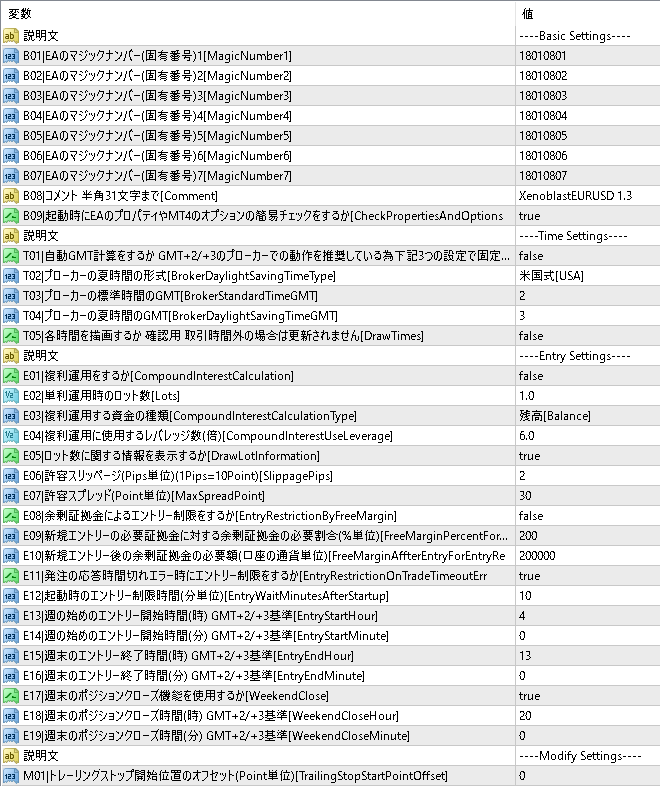 変数 値
説明文 ----Basic Settings----
B01|EAのマジックナンバー(固有番号)1[MagicNumber1] 18010801
B02|EAのマジックナンバー(固有番号)2[MagicNumber2] 18010802
B03|EAのマジックナンバー(固有番号)3[MagicNumber3] 18010803
B04|EAのマジックナンバー(固有番号)4[MagicNumber4] 18010804
B05|EAのマジックナンバー(固有番号)5[MagicNumber5] 18010805
B06|EAのマジックナンバー(固有番号)6[MagicNumber6] 18010806
B07|EAのマジックナンバー(固有番号)7[MagicNumber7] 18010807
B08|コメント 半角31文字まで[Comment] XenoblastEURUSD 1.3
B09|起動時にEAのプロパティやMT4のオプションの簡易チェックをするか[CheckPropertiesAndOptions true
説明文 ----Time Settings----
T01|自動GMT計算をするか GMT+2/+3のブローカーでの動作を推奨している為下記3つの設定で固定... false
T02|ブローカーの夏時間の形式[BrokerDaylightSavingTimeType] 米国式[USA]
T03|ブローカーの標準時間のGMT[BrokerStandardTimeGMT] 2
T04|ブローカーの夏時間のGMT[BrokerDaylightSavingTimeGMT] 3
T05|各時間を描画するか 確認用 取引時間外の場合は更新されません[DrawTimes] false
説明文 ----Entry Settings----
E01|複利運用をするか[CompoundInterestCalculation] false
E02|単利運用時のロット数[Lots] 1.0
E03|複利運用する資金の種類[CompoundInterestCalculationType] 残高[Balance]
E04|複利運用に使用するレバレッジ数(倍)[CompoundInterestUseLeverage] 6.0
E05|ロット数に関する情報を表示するか[DrawLotInformation] true
E06|許容スリッページ(Pips単位)(1Pips=10Point)[SlippagePips] 2
E07|許容スプレッド(Point単位)[MaxSpreadPoint] 30
E08|余剰証拠金によるエントリー制限をするか[EntryRestrictionByFreeMargin] false
E09|新規エントリーの必要証拠金に対する余剰証拠金の必要割合(%単位)[FreeMarginPercentFor... 200
E10|新規エントリー後の余剰証拠金の必要額(口座の通貨単位)[FreeMarginAffterEntryForEntryRe 200000
E11|発注の応答時間切れエラー時にエントリー制限をするか[EntryRestrictionOnTradeTimeoutErr true
E12|起動時のエントリー制限時間(分単位)[EntryWaitMinutesAfterStartup] 10
E13|週の始めのエントリー開始時間(時) GMT+2/+3基準[EntryStartHour] 4
E14|週の始めのエントリー開始時間(分) GMT+2/+3基準[EntryStartMinute] 0
E15|週末のエントリー終了時間(時) GMT+2/+3基準[EntryEndHour] 13
E16|週末のエントリー終了時間(分) GMT+2/+3基準[EntryEndMinute] 0
E17|週末のポジションクローズ機能を使用するか[WeekendClose] true
E18|週末のポジションクローズ時間(時) GMT+2/+3基準[WeekendCloseHour] 20
E19|週末のポジションクローズ時間(分) GMT+2/+3基準[WeekendCloseMinute] 0
説明文 ----Modify Settings----
M01|トレーリングストップ開始位置のオフセット(Point単位)[TrailingStopStartPointOffset] 0